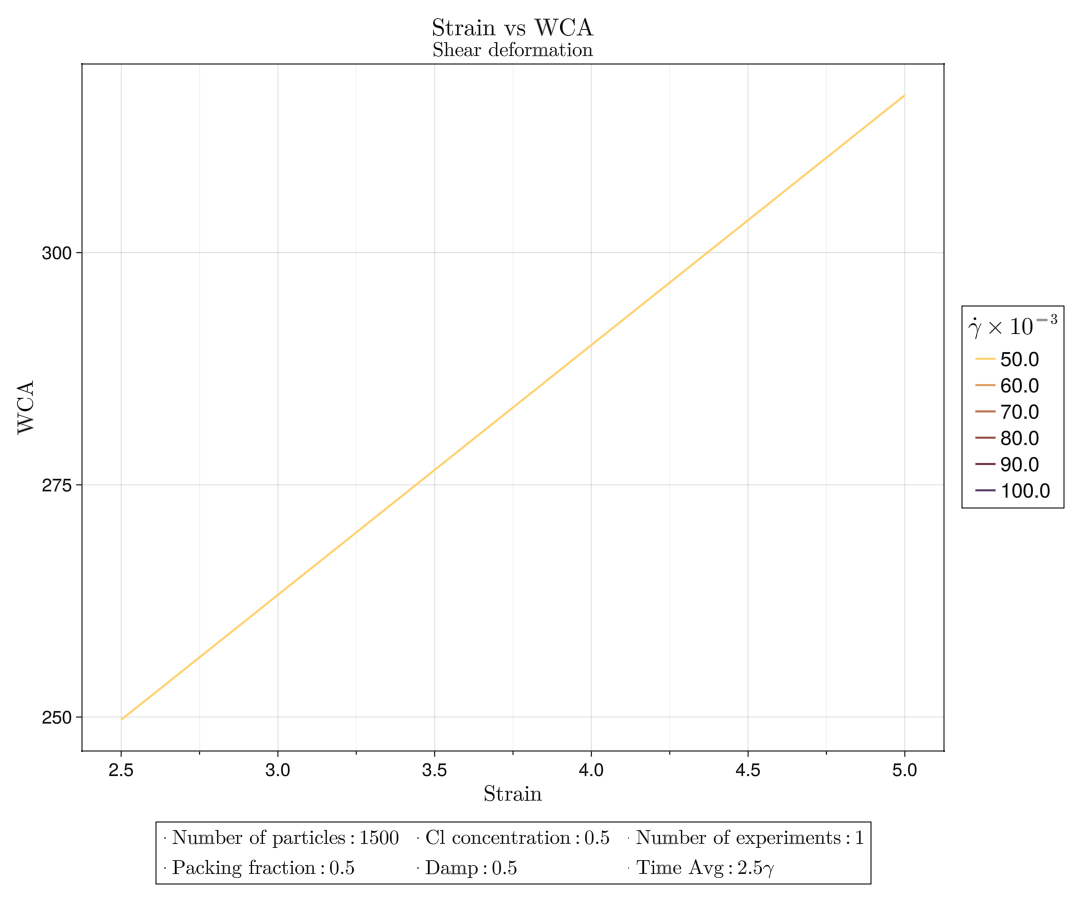 Strain vs WCA
Shear deformation
300
275
250
WCA
2.5 3.0 3.5 4.0 4.5 5.0
Strain
γ̇ × 10⁻³
50.0
60.0
70.0
80.0
90.0
100.0
· Number of particles : 1500 · Cl concentration : 0.5 · Number of experiments : 1
· Packing fraction : 0.5 · Damp : 0.5 · Time Avg : 2.5γ